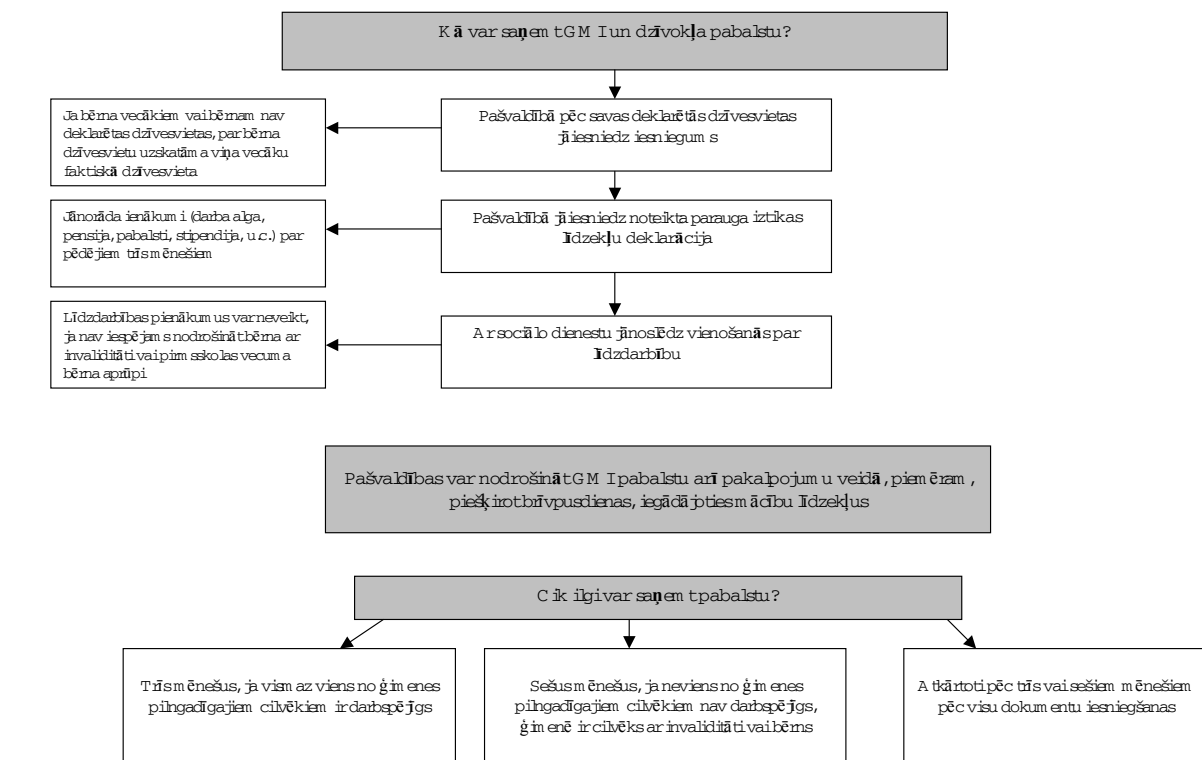 Kā var saņemt GMI un dzīvokļa pabalstu?
Ja bērna vecākiem vai bērnam nav
deklarētas dzīvesvietas, par bērna
dzīvesvietu uzskatāma viņa vecāku
faktiskā dzīvesvieta
Pašvaldībā pēc savas deklarētās dzīvesvietas
jāiesniedz iesniegums
Jānorāda ienākumi (darba alga,
pensija, pabalsti, stipendija, u.c.) par
pēdējiem trīs mēnešiem
Pašvaldībā jāiesniedz noteikta parauga iztikas
līdzekļu deklarācija
Līdzdarbības pienākumus var neveikt,
ja nav iespējams nodrošināt bērna ar
invaliditāti vai pirmsskolas vecuma
bērna aprūpi
Ar sociālo dienestu jānoslēdz vienošanās par
līdzdarbību
Pašvaldības var nodrošināt GMI pabalstu arī pakalpojumu veidā, piemēram,
piešķirot brīvpusdienas, iegādājoties mācību līdzekļus
Cik ilgi var saņemt pabalstu?
Trīs mēnešus, ja vismaz viens no ģimenes
pilngadīgajiem cilvēkiem ir darbspējīgs
Sešus mēnešus, ja neviens no ģimenes
pilngadīgajiem cilvēkiem nav darbspējīgs,
ģimenē ir cilvēks ar invaliditāti vai bērns
Atkārtoti pēc trīs vai sešiem mēnešiem
pēc visu dokumentu iesniegšanas